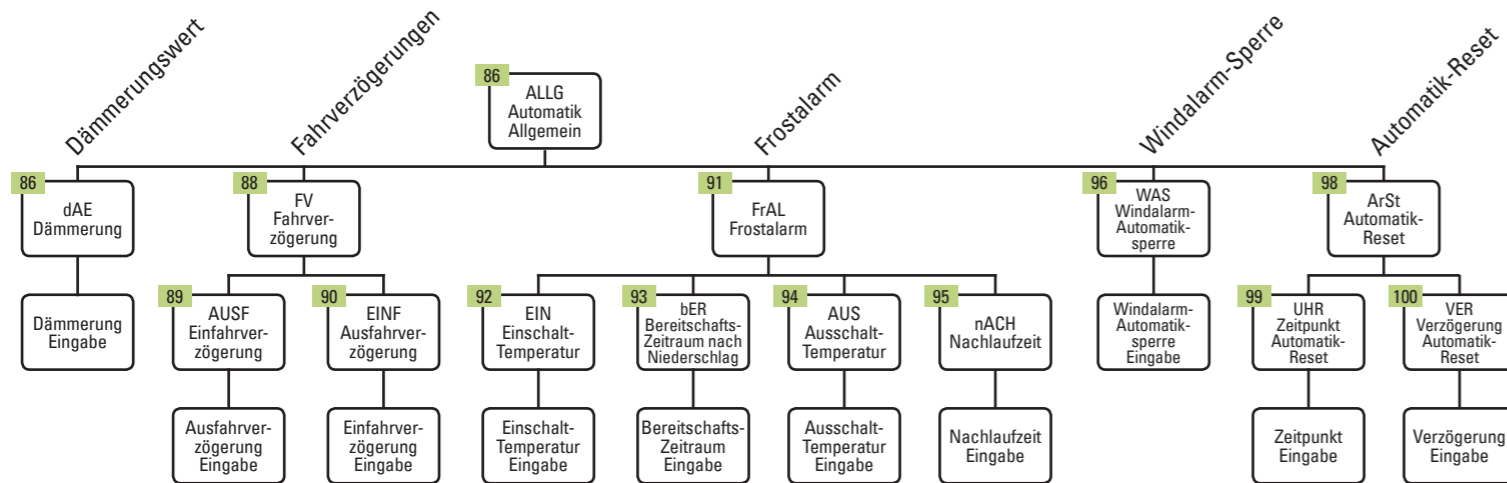 Dämmerungswert
Fahrverzögerungen
Frostalarm
Windalarm-Sperre
Automatik-Reset
86
ALLG
Automatik
Allgemein
86
dAE
Dämmerung
88
FV
Fahrver-
zögerung
91
FrAL
Frostalarm
96
WAS
Windalarm-
Automatik-
sperre
98
ArSt
Automatik-
Reset
Dämmerung
Eingabe
89
AUSF
Einfahrver-
zögerung
90
EINF
Ausfahrver-
zögerung
92
EIN
Einschalt-
Temperatur
93
bER
Bereitschafts-
Zeitraum nach
Niederschlag
94
AUS
Ausschalt-
Temperatur
95
nACH
Nachlaufzeit
Windalarm-
Automatik-
sperre
Eingabe
99
UHR
Zeitpunkt
Automatik-
Reset
100
VER
Verzögerung
Automatik-
Reset
Ausfahrver-
zögerung
Eingabe
Einfahrver-
zögerung
Eingabe
Einschalt-
Temperatur
Eingabe
Bereitschafts-
Zeitraum
Eingabe
Ausschalt-
Temperatur
Eingabe
Nachlaufzeit
Eingabe
Zeitpunkt
Eingabe
Verzögerung
Eingabe